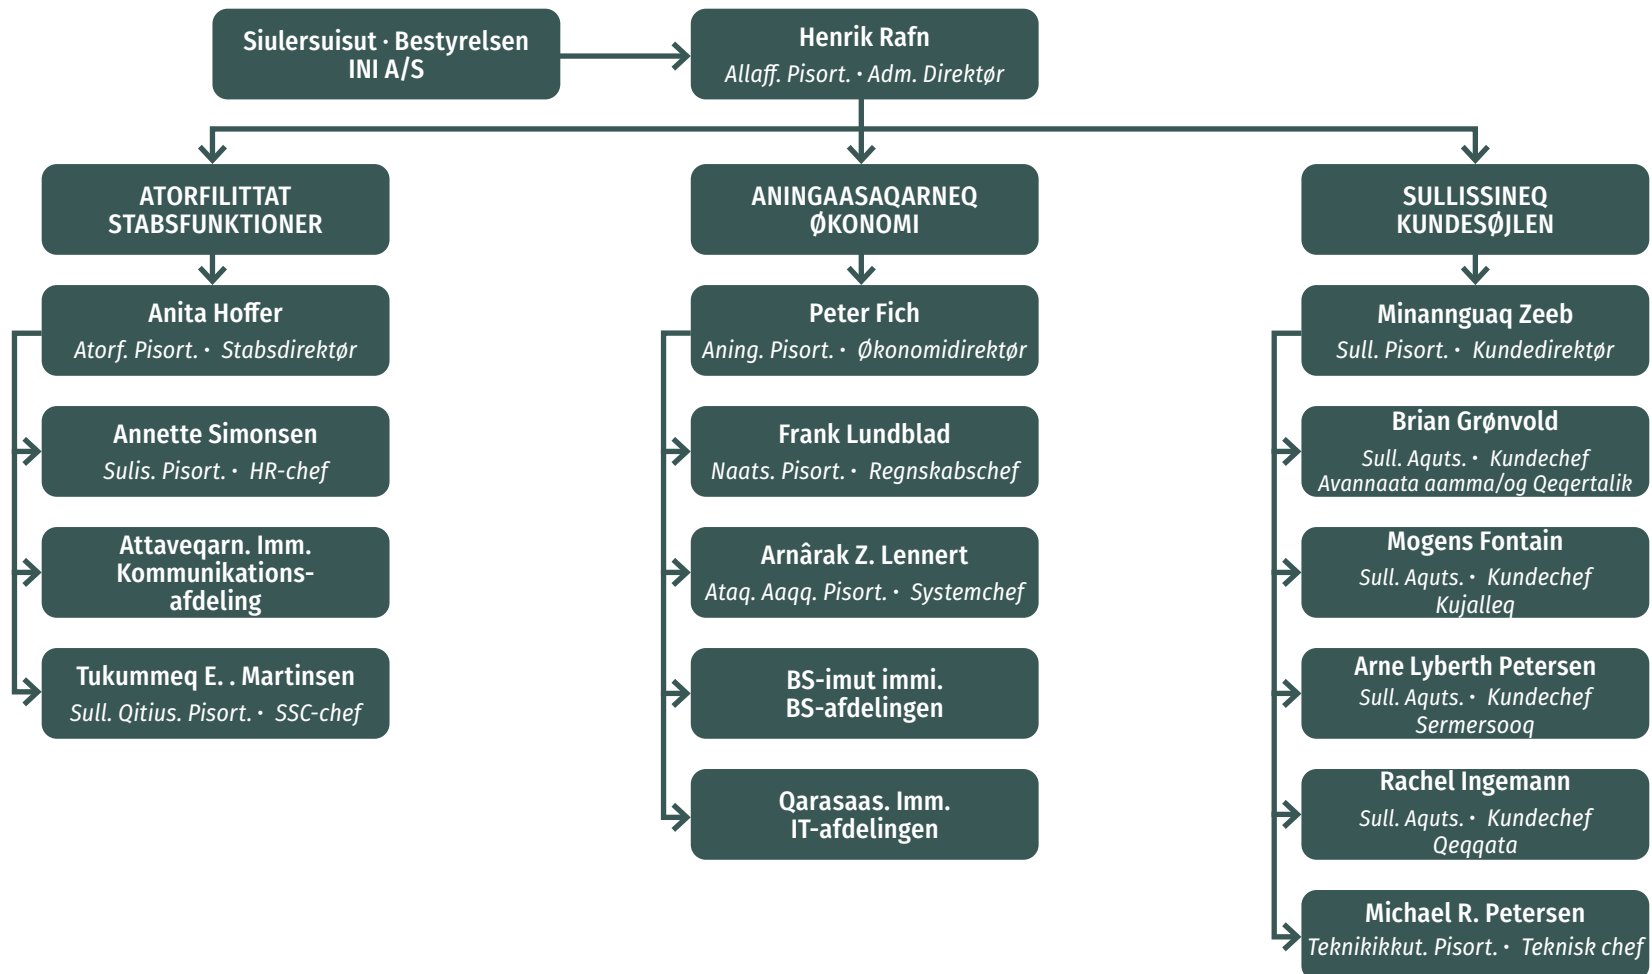 Siulersuisut · Bestyrelsen
INI A/S
Henrik Rafn
Allaff. Pisort. · Adm. Direktør
ATORFILITTAT
STABSFUNKTIONER
Anita Hoffer
Atorf. Pisort. · Stabsdirektør
Annette Simonsen
Sulis. Pisort. · HR-chef
Attaveqarn. Imm.
Kommunikations-
afdeling
Tukummeq E. . Martinsen
Sull. Qitius. Pisort. · SSC-chef
ANINGAASAQARNEQ
ØKONOMI
Peter Fich
Aning. Pisort. · Økonomidirektør
Frank Lundblad
Naats. Pisort. · Regnskabschef
Arnârak Z. Lennert
Ataq. Aaqq. Pisort. · Systemchef
BS-imut immi.
BS-afdelingen
Qarasaas. Imm.
IT-afdelingen
SULLISSINEQ
KUNDESØJLEN
Minannguaq Zeeb
Sull. Pisort. · Kundedirektør
Brian Grønvold
Sull. Aquts. · Kundechef
Avannaata aamma/og Qeqertalik
Mogens Fontain
Sull. Aquts. · Kundechef
Kujalleq
Arne Lyberth Petersen
Sull. Aquts. · Kundechef
Sermersooq
Rachel Ingemann
Sull. Aquts. · Kundechef
Qeqqata
Michael R. Petersen
Teknikikkut. Pisort. · Teknisk chef